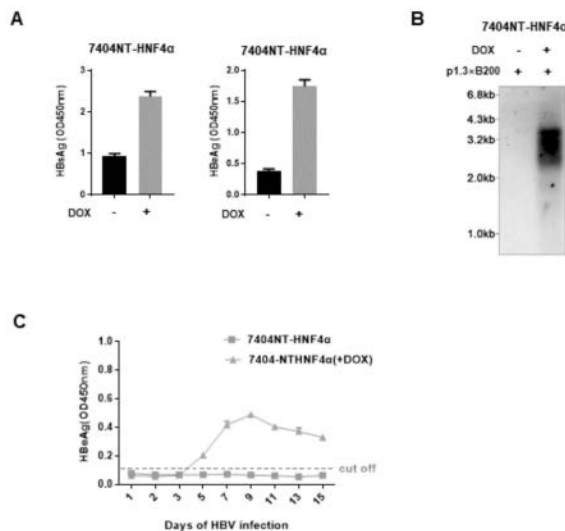 A
7404NT-HNF4α
HBsAg (OD450nm)
3
2
1
0
DOX - +
7404NT-HNF4α
HBeAg (OD450nm)
2.0
1.5
1.0
0.5
0.0
DOX - +
B
7404NT-HNF4α
DOX - +
p1.3×B200 + +
6.8kb
4.3kb
3.2kb
2.0kb
1.0kb
C
7404NT-HNF4α
7404-NTHNF4α(+DOX)
HBeAg(OD450nm)
1.0
0.8
0.6
0.4
0.2
0.0
cut off
1 2 3 5 7 9 11 13 15
Days of HBV infection